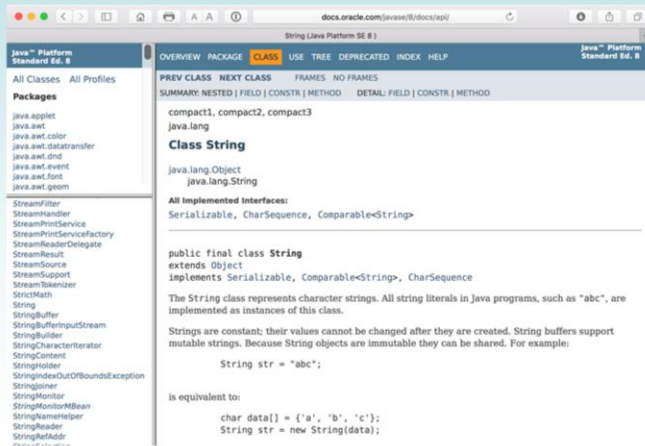 docs.oracle.com/javase/8/docs/api/
String (Java Platform SE 8 )
Java™ Platform
Standard Ed. 8
All Classes All Profiles
Packages
java.applet
java.awt
java.awt.color
java.awt.datatransfer
java.awt.dnd
java.awt.event
java.awt.font
java.awt.geom
StreamFilter
StreamHandler
StreamPrintService
StreamPrintServiceFactory
StreamReaderDelegate
StreamResult
StreamSource
StreamSupport
StreamTokenizer
StrictMath
String
StringBuffer
StringBufferInputStream
StringBuilder
StringCharacterIterator
StringContent
StringHolder
StringIndexOutOfBoundsException
StringJoiner
StringMonitor
StringMonitorMBean
StringNameHelper
StringReader
StringRefAddr
OVERVIEW PACKAGE CLASS USE TREE DEPRECATED INDEX HELP
Java™ Platform
Standard Ed. 8
PREV CLASS NEXT CLASS FRAMES NO FRAMES
SUMMARY: NESTED | FIELD | CONSTR | METHOD DETAIL: FIELD | CONSTR | METHOD
compact1, compact2, compact3
java.lang
Class String
java.lang.Object
java.lang.String
All Implemented Interfaces:
Serializable, CharSequence, Comparable<String>
public final class String
extends Object
implements Serializable, Comparable<String>, CharSequence
The String class represents character strings. All string literals in Java programs, such as "abc", are
implemented as instances of this class.
Strings are constant; their values cannot be changed after they are created. String buffers support
mutable strings. Because String objects are immutable they can be shared. For example:
String str = "abc";
is equivalent to:
char data[] = {'a', 'b', 'c'};
String str = new String(data);